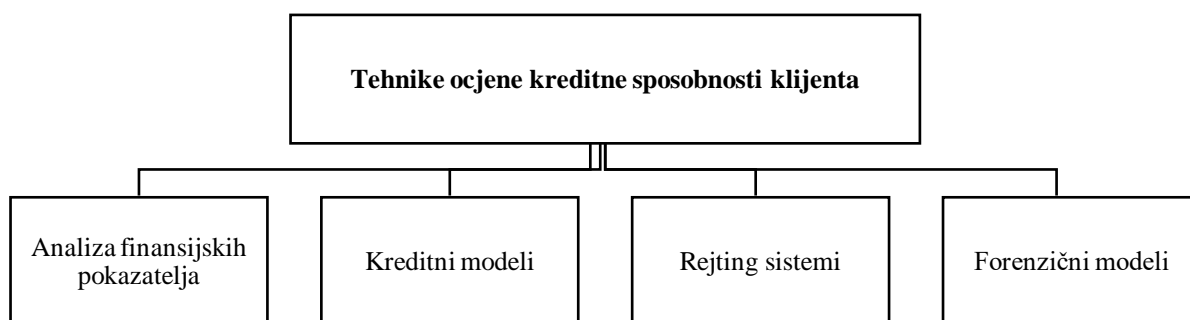 Tehnike ocjene kreditne sposobnosti klijenta
Analiza finansijskih
pokazatelja
Kreditni modeli
Rejting sistemi
Forenzični modeli